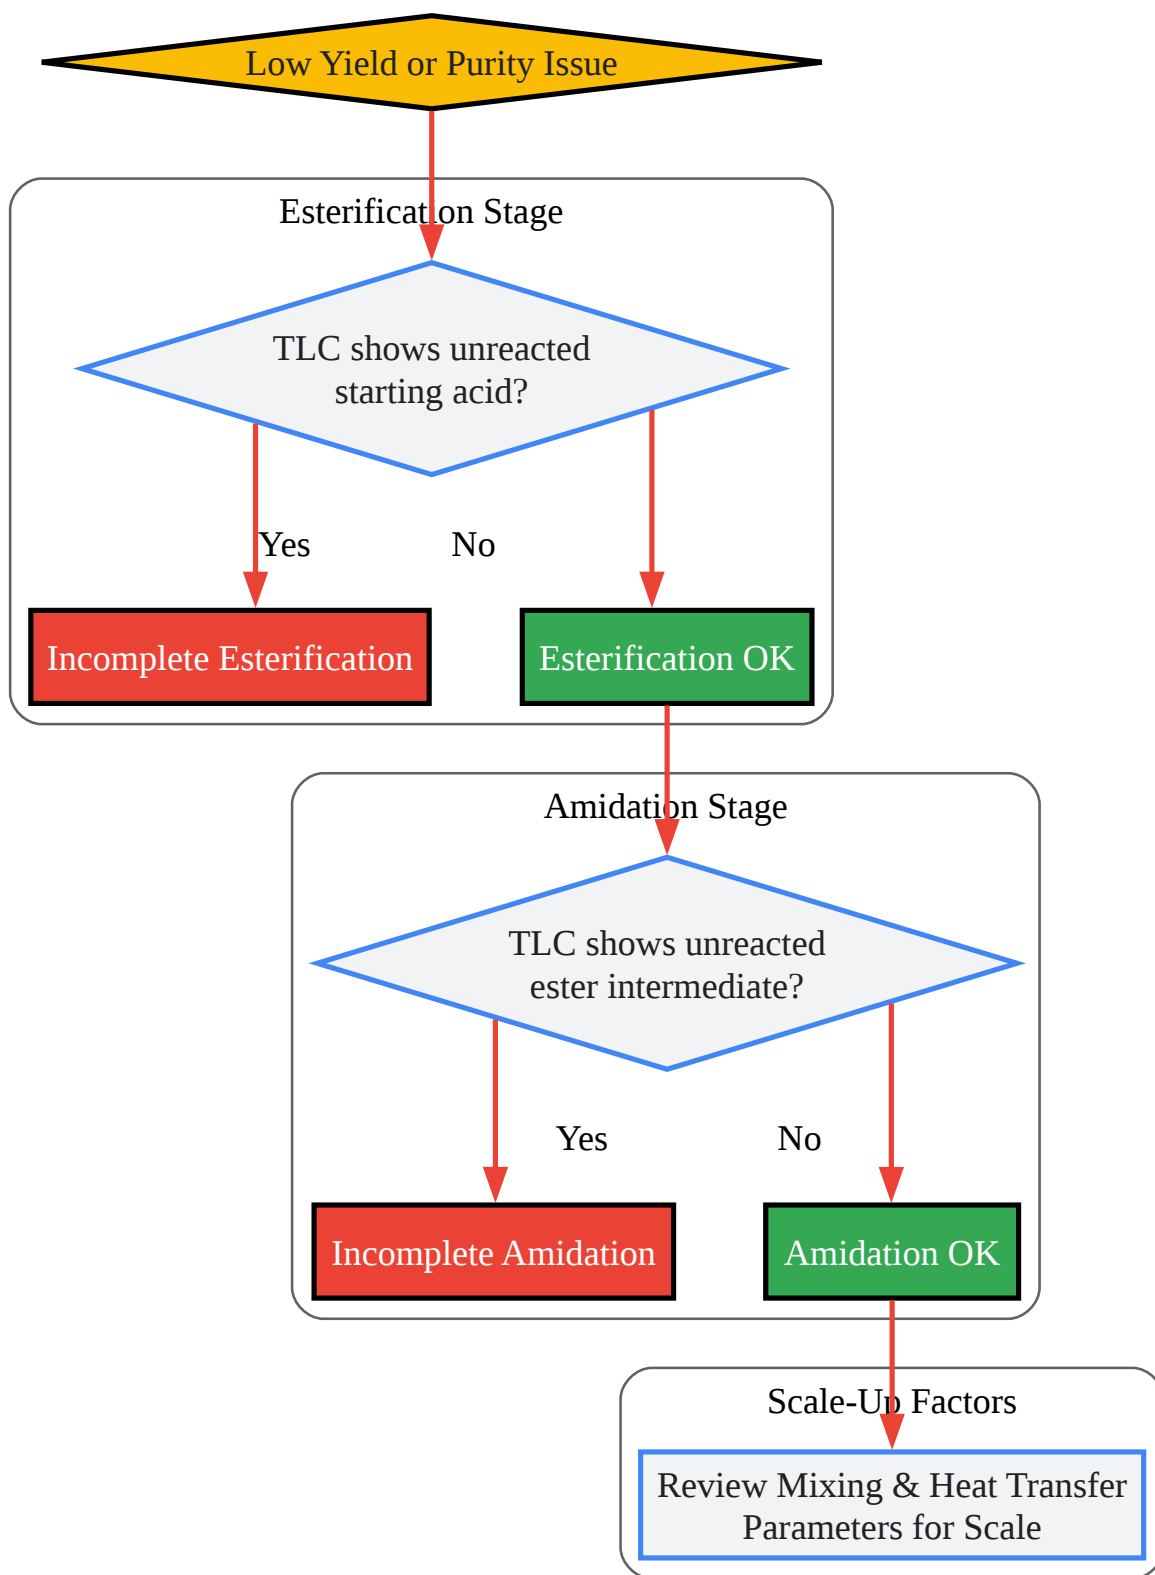 Low Yield or Purity Issue
Esterification Stage
TLC shows unreacted
starting acid?
Yes
No
Incomplete Esterification
Esterification OK
Amidation Stage
TLC shows unreacted
ester intermediate?
Yes
No
Incomplete Amidation
Amidation OK
Scale-Up Factors
Review Mixing & Heat Transfer
Parameters for Scale